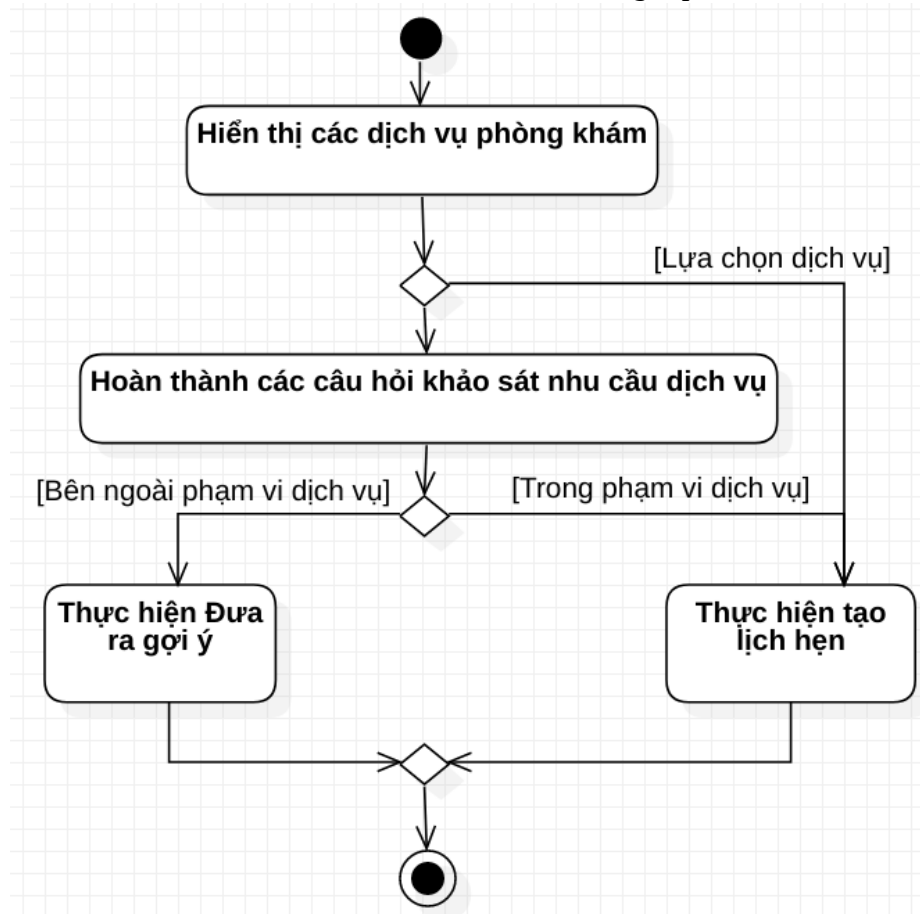 Hiển thị các dịch vụ phòng khám
[Lựa chọn dịch vụ]
Hoàn thành các câu hỏi khảo sát nhu cầu dịch vụ
[Bên ngoài phạm vi dịch vụ]
[Trong phạm vi dịch vụ]
Thực hiện Đưa
ra gợi ý
Thực hiện tạo
lịch hẹn